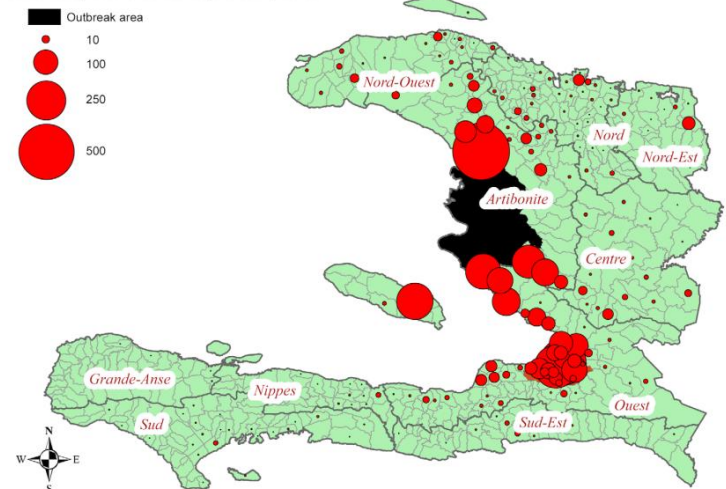 Outbreak area
10
100
250
500
Nord-Ouest
Nord
Nord-Est
Artibonite
Centre
Grande-Anse
Nippes
Ouest
Sud
Sud-Est
N
W E
S